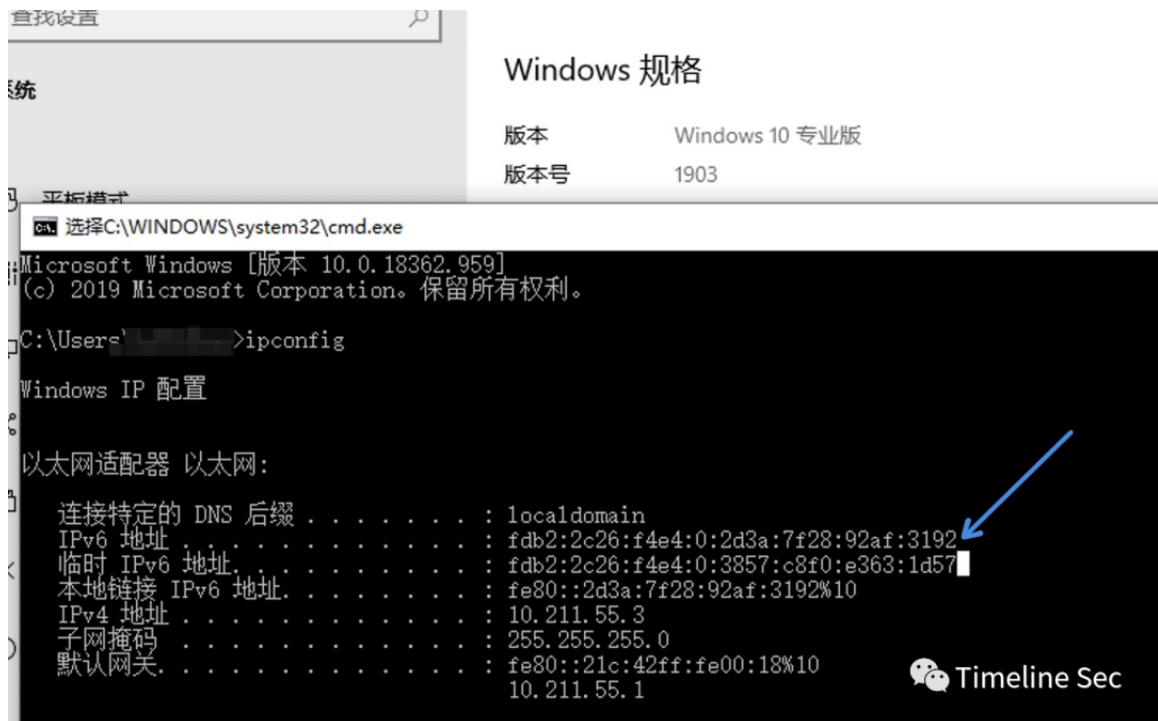 查找设置
系统
Windows 规格
版本 Windows 10 专业版
版本号 1903
平板模式
选择C:\WINDOWS\system32\cmd.exe
Microsoft Windows [版本 10.0.18362.959]
(c) 2019 Microsoft Corporation。保留所有权利。
C:\Users\ >ipconfig
Windows IP 配置
以太网适配器 以太网:
连接特定的 DNS 后缀 . . . . . . . : localdomain
IPv6 地址 . . . . . . . . . . . . : fdb2:2c26:f4e4:0:2d3a:7f28:92af:3192
临时 IPv6 地址. . . . . . . . . . : fdb2:2c26:f4e4:0:3857:c8f0:e363:1d57
本地链接 IPv6 地址. . . . . . . . : fe80::2d3a:7f28:92af:3192%10
IPv4 地址 . . . . . . . . . . . . : 10.211.55.3
子网掩码 . . . . . . . . . . . . : 255.255.255.0
默认网关. . . . . . . . . . . . . : fe80::21c:42ff:fe00:18%10
10.211.55.1
Timeline Sec